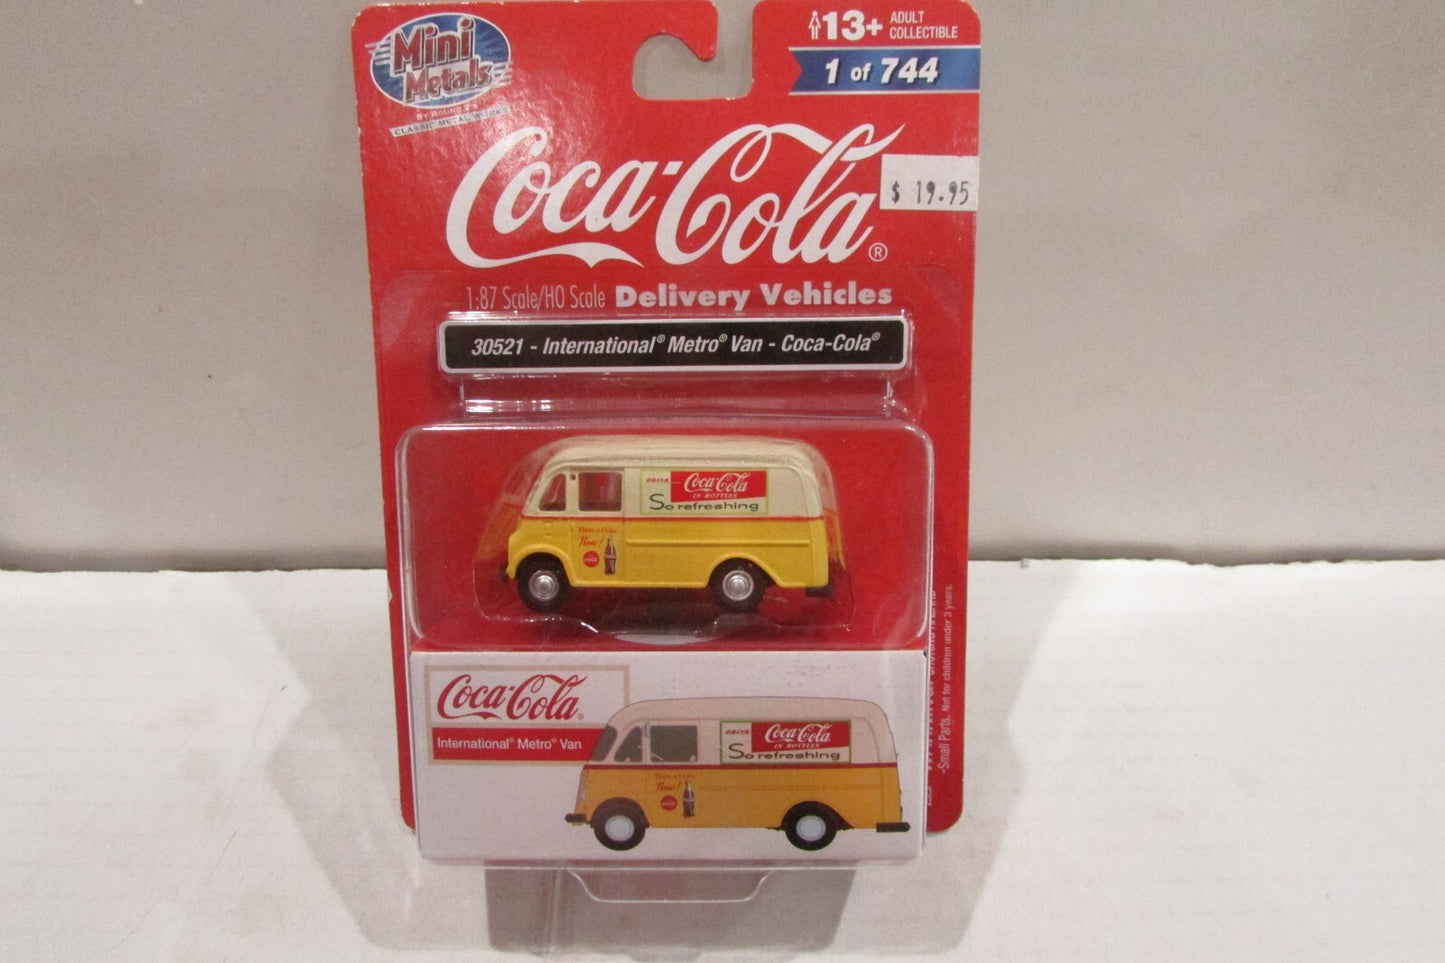 Mini
Metals
BY ROUND 2's
CLASSIC METAL WORKS
13+ ADULT
COLLECTIBLE
1 of 744
Coca-Cola®
$ 19.95
1:87 Scale/HO Scale Delivery Vehicles
30521 - International® Metro® Van - Coca-Cola®
DRINK Coca-Cola
IN BOTTLES
So refreshing
Have a Coke
Now!
-Small Parts. Not for children under 3 years.
Coca-Cola®
International® Metro® Van
DRINK Coca-Cola
IN BOTTLES
So refreshing
Have a Coke
Now!